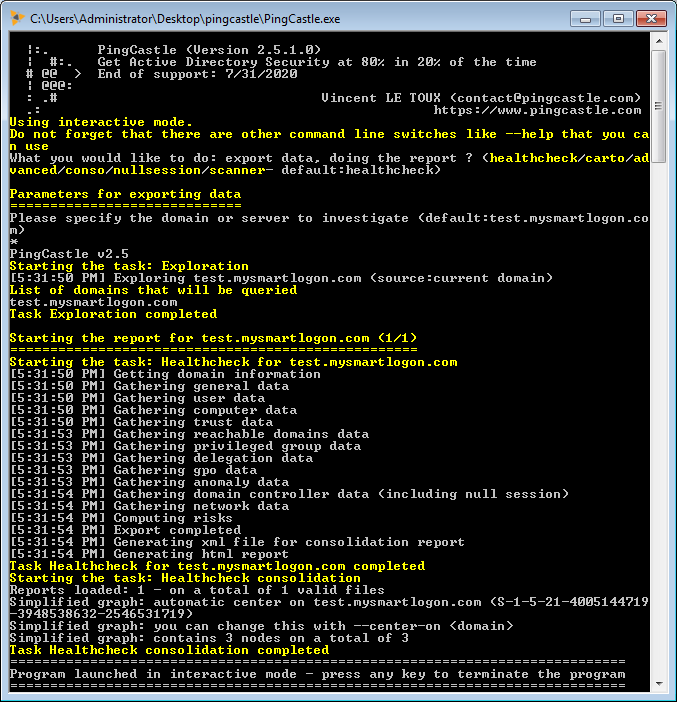 C:\Users\Administrator\Desktop\pingcastle\PingCastle.exe
|:.      PingCastle (Version 2.5.1.0)
|  #:.   Get Active Directory Security at 80% in 20% of the time
# @@  >  End of support: 7/31/2020
| @@@:
: .#                                 Vincent LE TOUX (contact@pingcastle.com)
.:                                                 https://www.pingcastle.com
Using interactive mode.
Do not forget that there are other command line switches like --help that you ca
n use
What you would like to do: export data, doing the report ? (healthcheck/carto/ad
vanced/conso/nullsession/scanner- default:healthcheck)
Parameters for exporting data
=============================
Please specify the domain or server to investigate (default:test.mysmartlogon.co
m)
*
PingCastle v2.5
Starting the task: Exploration
[5:31:50 PM] Exploring test.mysmartlogon.com (source:current domain)
List of domains that will be queried
test.mysmartlogon.com
Task Exploration completed
Starting the report for test.mysmartlogon.com (1/1)
===================================================
Starting the task: Healthcheck for test.mysmartlogon.com
[5:31:50 PM] Getting domain information
[5:31:50 PM] Gathering general data
[5:31:50 PM] Gathering user data
[5:31:50 PM] Gathering computer data
[5:31:50 PM] Gathering trust data
[5:31:53 PM] Gathering reachable domains data
[5:31:53 PM] Gathering privileged group data
[5:31:53 PM] Gathering delegation data
[5:31:53 PM] Gathering gpo data
[5:31:53 PM] Gathering anomaly data
[5:31:54 PM] Gathering domain controller data (including null session)
[5:31:54 PM] Gathering network data
[5:31:54 PM] Computing risks
[5:31:54 PM] Export completed
[5:31:54 PM] Generating xml file for consolidation report
[5:31:54 PM] Generating html report
Task Healthcheck for test.mysmartlogon.com completed
Starting the task: Healthcheck consolidation
Reports loaded: 1 - on a total of 1 valid files
Simplified graph: automatic center on test.mysmartlogon.com (S-1-5-21-4005144719
-3948538632-2546531719)
Simplified graph: you can change this with --center-on <domain>
Simplified graph: contains 3 nodes on a total of 3
Task Healthcheck consolidation completed
=============================================================================
Program launched in interactive mode - press any key to terminate the program
=============================================================================